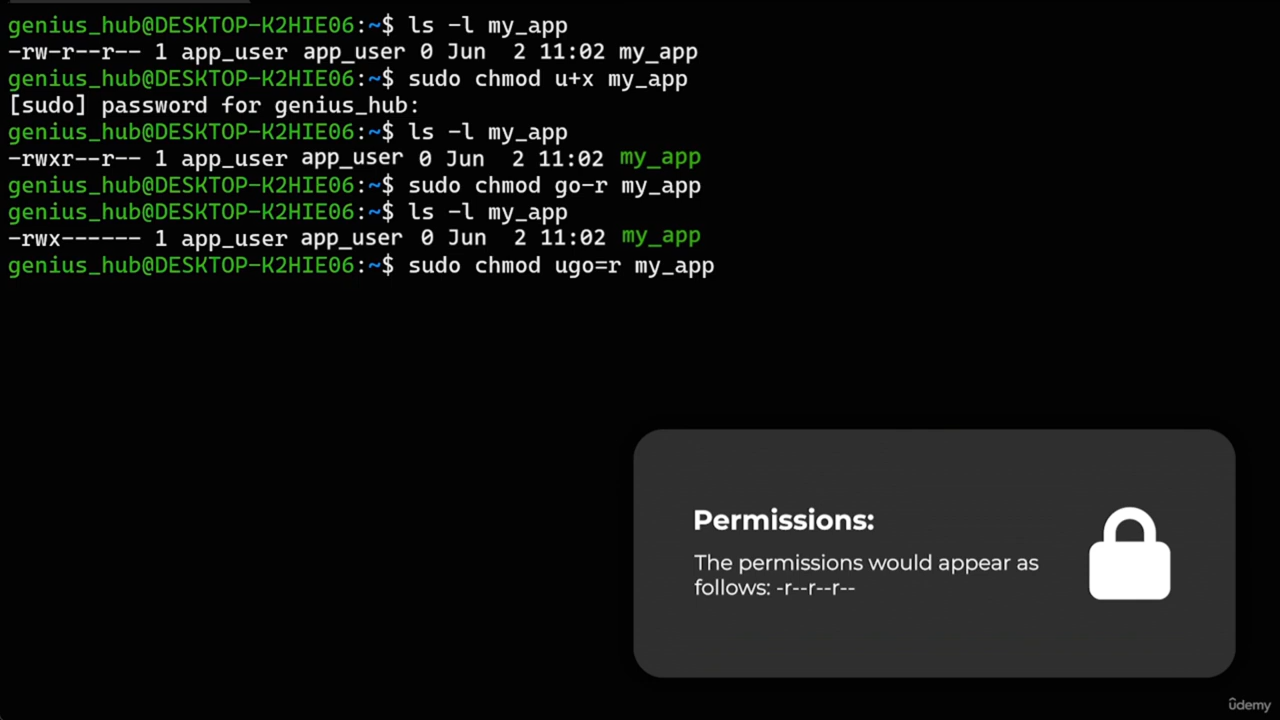 genius_hub@DESKTOP-K2HIE06:~$ ls -l my_app
-rw-r--r-- 1 app_user app_user 0 Jun  2 11:02 my_app
genius_hub@DESKTOP-K2HIE06:~$ sudo chmod u+x my_app
[sudo] password for genius_hub:
genius_hub@DESKTOP-K2HIE06:~$ ls -l my_app
-rwxr--r-- 1 app_user app_user 0 Jun  2 11:02 my_app
genius_hub@DESKTOP-K2HIE06:~$ sudo chmod go-r my_app
genius_hub@DESKTOP-K2HIE06:~$ ls -l my_app
-rwx------ 1 app_user app_user 0 Jun  2 11:02 my_app
genius_hub@DESKTOP-K2HIE06:~$ sudo chmod ugo=r my_app
Permissions:
The permissions would appear as
follows: -r--r--r--
ûdemy